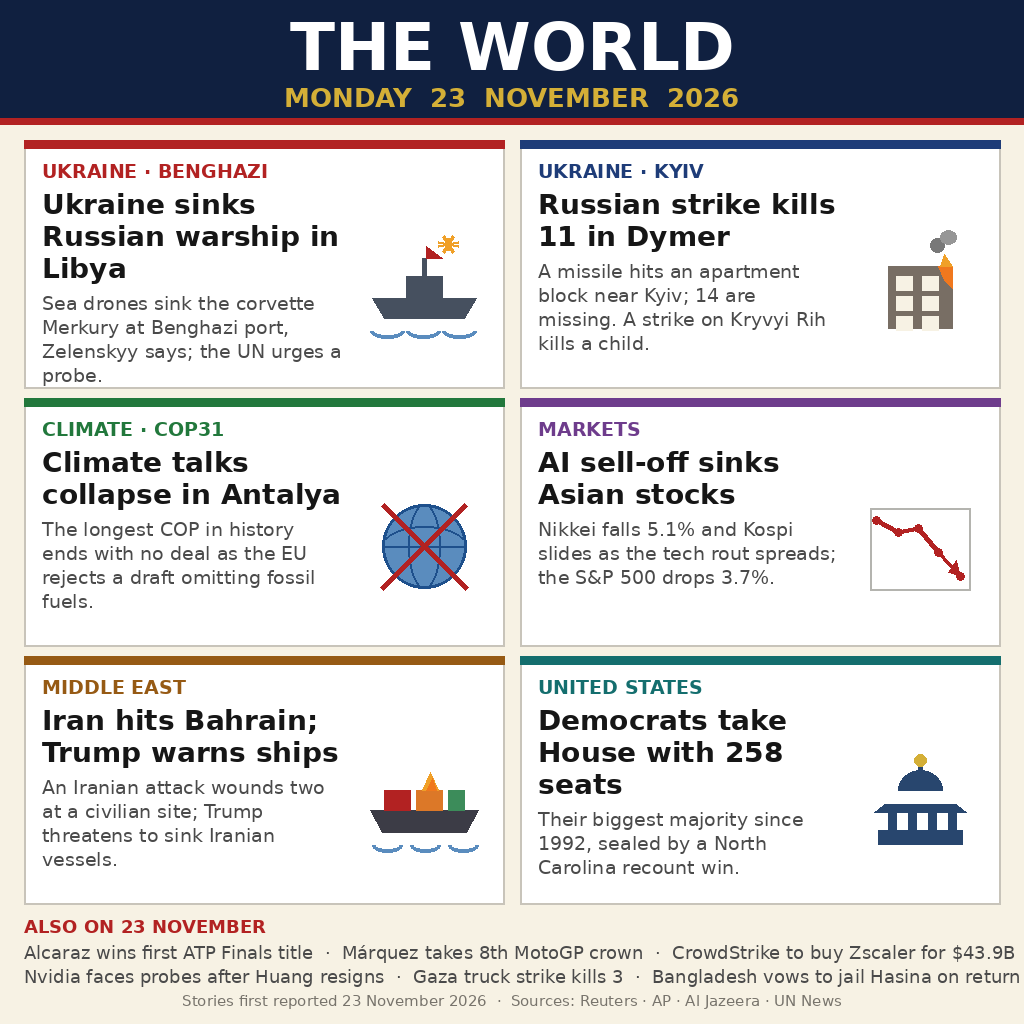 THE WORLD
MONDAY 23 NOVEMBER 2026
UKRAINE · BENGHAZI
Ukraine sinks
Russian warship in
Libya
Sea drones sink the corvette
Merkury at Benghazi port,
Zelenskyy says; the UN urges a
probe.
UKRAINE · KYIV
Russian strike kills
11 in Dymer
A missile hits an apartment
block near Kyiv; 14 are
missing. A strike on Kryvyi Rih
kills a child.
CLIMATE · COP31
Climate talks
collapse in Antalya
The longest COP in history
ends with no deal as the EU
rejects a draft omitting fossil
fuels.
MARKETS
AI sell-off sinks
Asian stocks
Nikkei falls 5.1% and Kospi
slides as the tech rout spreads;
the S&P 500 drops 3.7%.
MIDDLE EAST
Iran hits Bahrain;
Trump warns ships
An Iranian attack wounds two
at a civilian site; Trump
threatens to sink Iranian
vessels.
UNITED STATES
Democrats take
House with 258
seats
Their biggest majority since
1992, sealed by a North
Carolina recount win.
ALSO ON 23 NOVEMBER
Alcaraz wins first ATP Finals title · Márquez takes 8th MotoGP crown · CrowdStrike to buy Zscaler for $43.9B
Nvidia faces probes after Huang resigns · Gaza truck strike kills 3 · Bangladesh vows to jail Hasina on return
Stories first reported 23 November 2026 · Sources: Reuters · AP · Al Jazeera · UN News